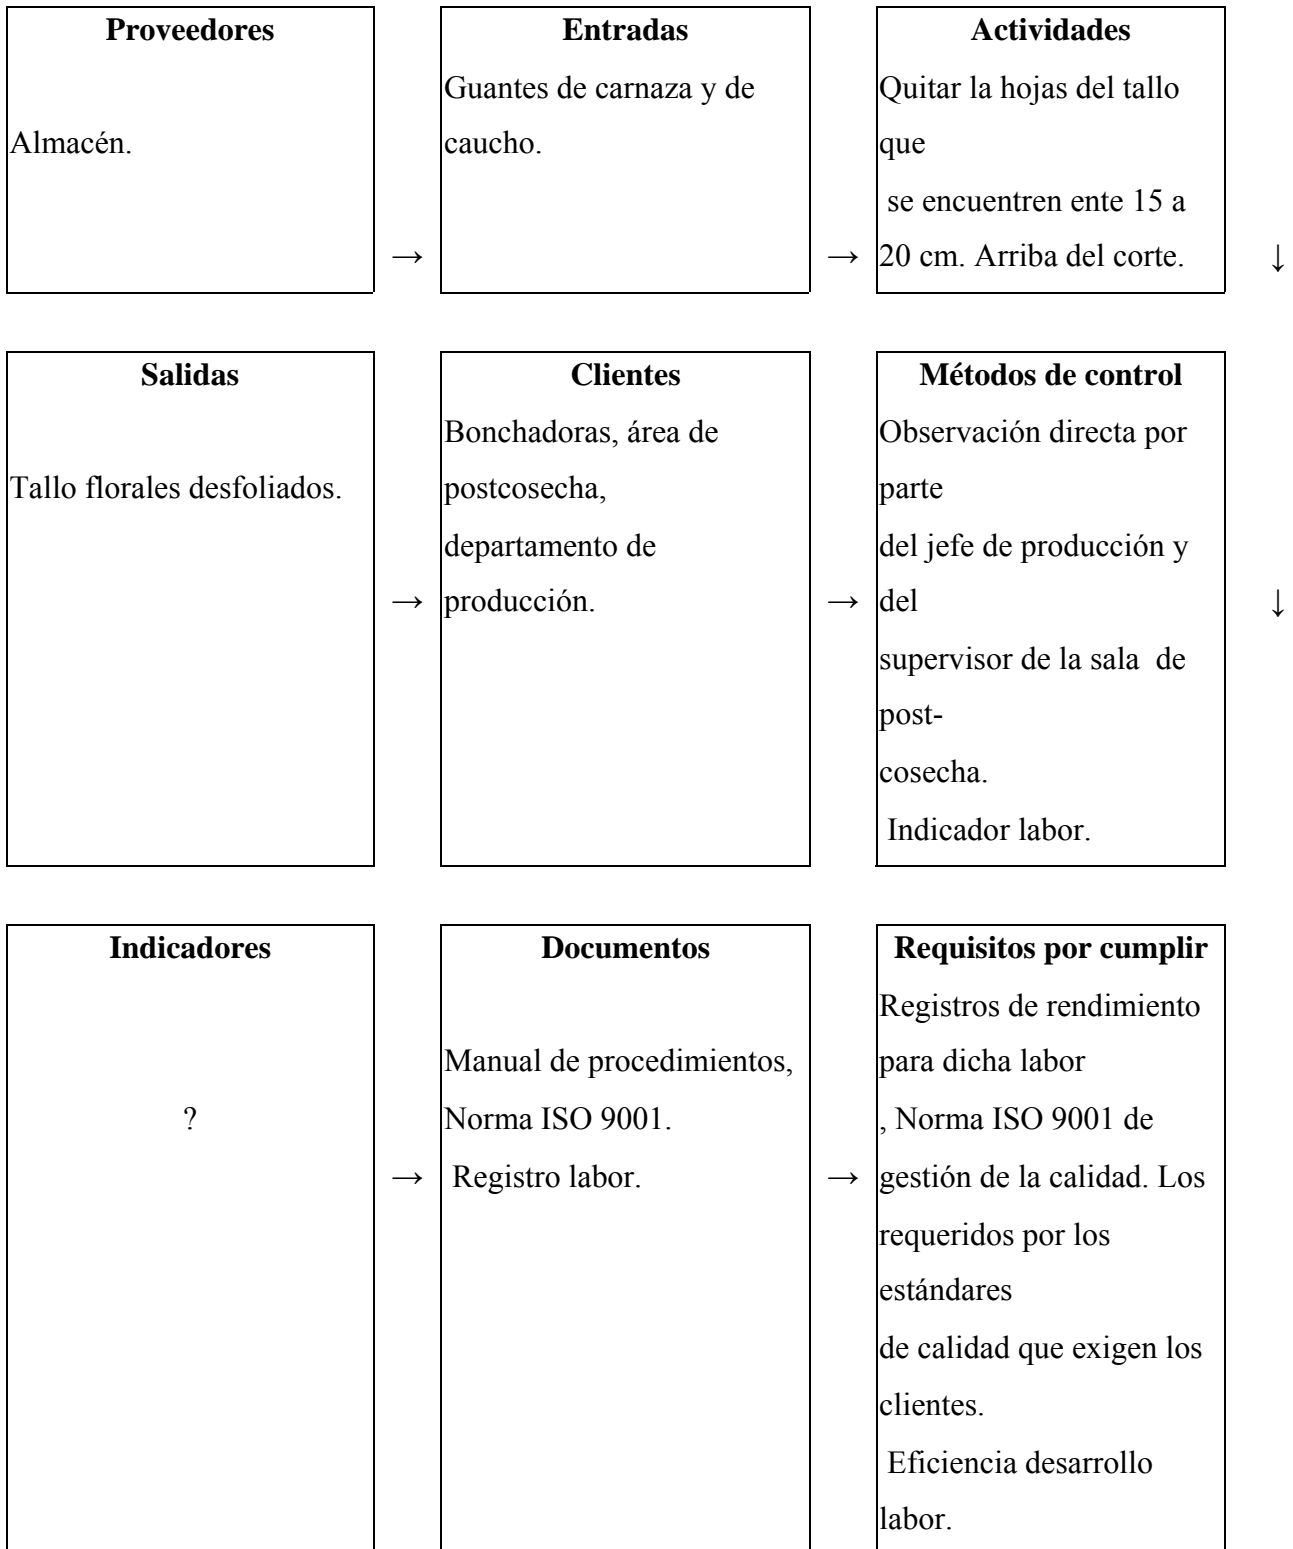 Proveedores
Almacén.
→
Entradas
Guantes de carnaza y de
caucho.
→
Actividades
Quitar la hojas del tallo
que
se encuentren ente 15 a
20 cm. Arriba del corte.
↓
Salidas
Tallo florales desfoliados.
→
Clientes
Bonchadoras, área de
postcosecha,
departamento de
producción.
→
Métodos de control
Observación directa por
parte
del jefe de producción y
del
supervisor de la sala de
post-
cosecha.
Indicador labor.
↓
Indicadores
?
→
Documentos
Manual de procedimientos,
Norma ISO 9001.
Registro labor.
→
Requisitos por cumplir
Registros de rendimiento
para dicha labor
, Norma ISO 9001 de
gestión de la calidad. Los
requeridos por los
estándares
de calidad que exigen los
clientes.
Eficiencia desarrollo
labor.